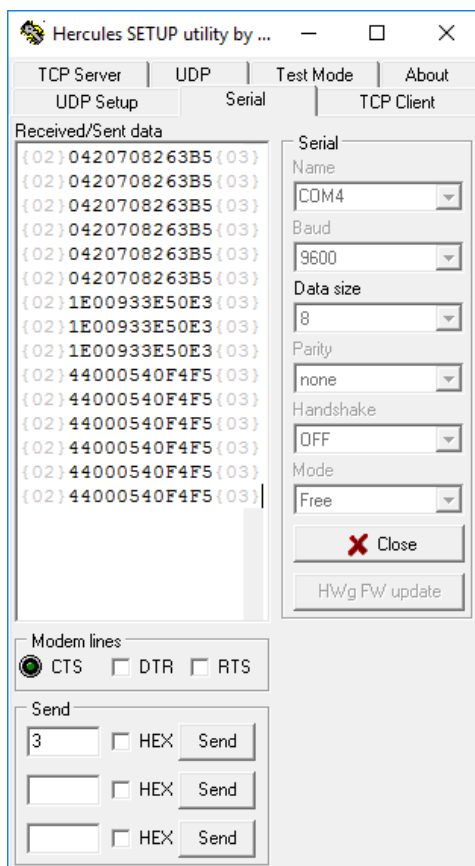 Hercules SETUP utility by ...
TCP Server UDP Test Mode About
UDP Setup Serial TCP Client
Received/Sent data
{02}0420708263B5{03}
{02}0420708263B5{03}
{02}0420708263B5{03}
{02}0420708263B5{03}
{02}0420708263B5{03}
{02}0420708263B5{03}
{02}1E00933E50E3{03}
{02}1E00933E50E3{03}
{02}1E00933E50E3{03}
{02}44000540F4F5{03}
{02}44000540F4F5{03}
{02}44000540F4F5{03}
{02}44000540F4F5{03}
{02}44000540F4F5{03}
{02}44000540F4F5{03}
Serial
Name
COM4
Baud
9600
Data size
8
Parity
none
Handshake
OFF
Mode
Free
Close
HWg FW update
Modem lines
CTS DTR RTS
Send
3 HEX Send
HEX Send
HEX Send